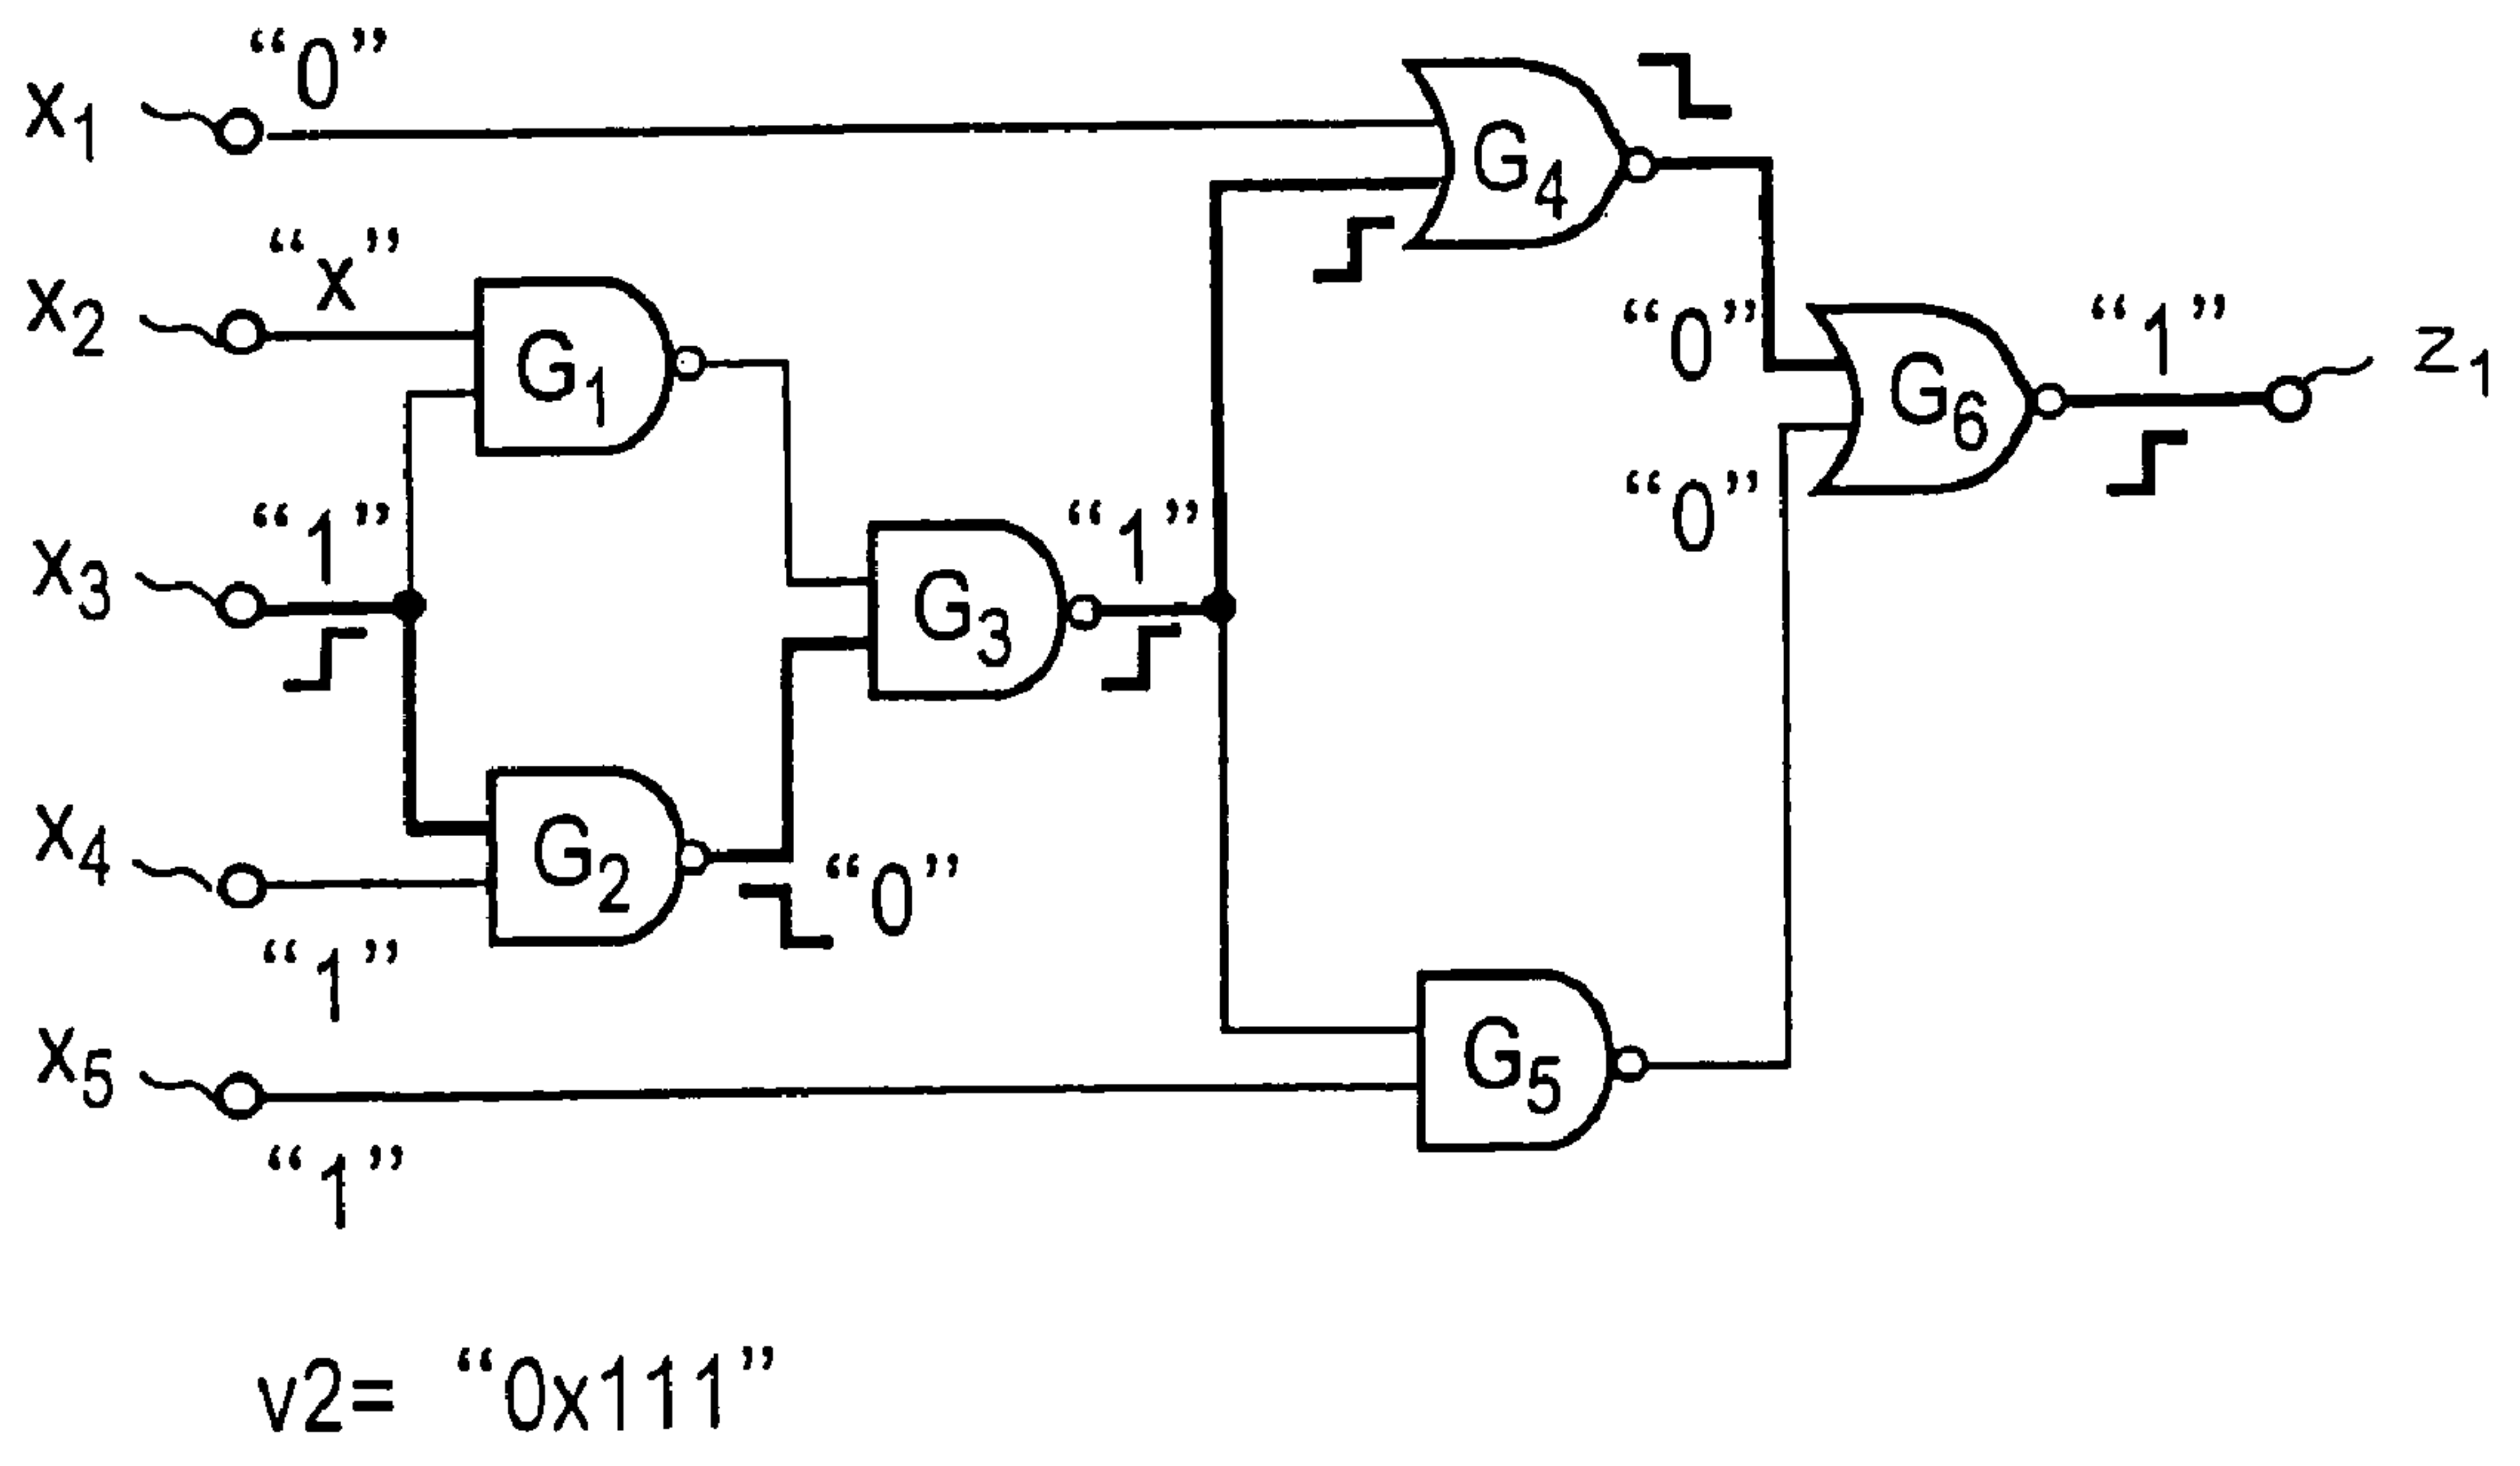 x1 “0”
G4
x2 “x”
G1
“0” “1” z1
G6
x3 “1”
“1”
“0”
G3
x4
G2
“0”
“1”
x5
G5
“1”
v2= “0x111”